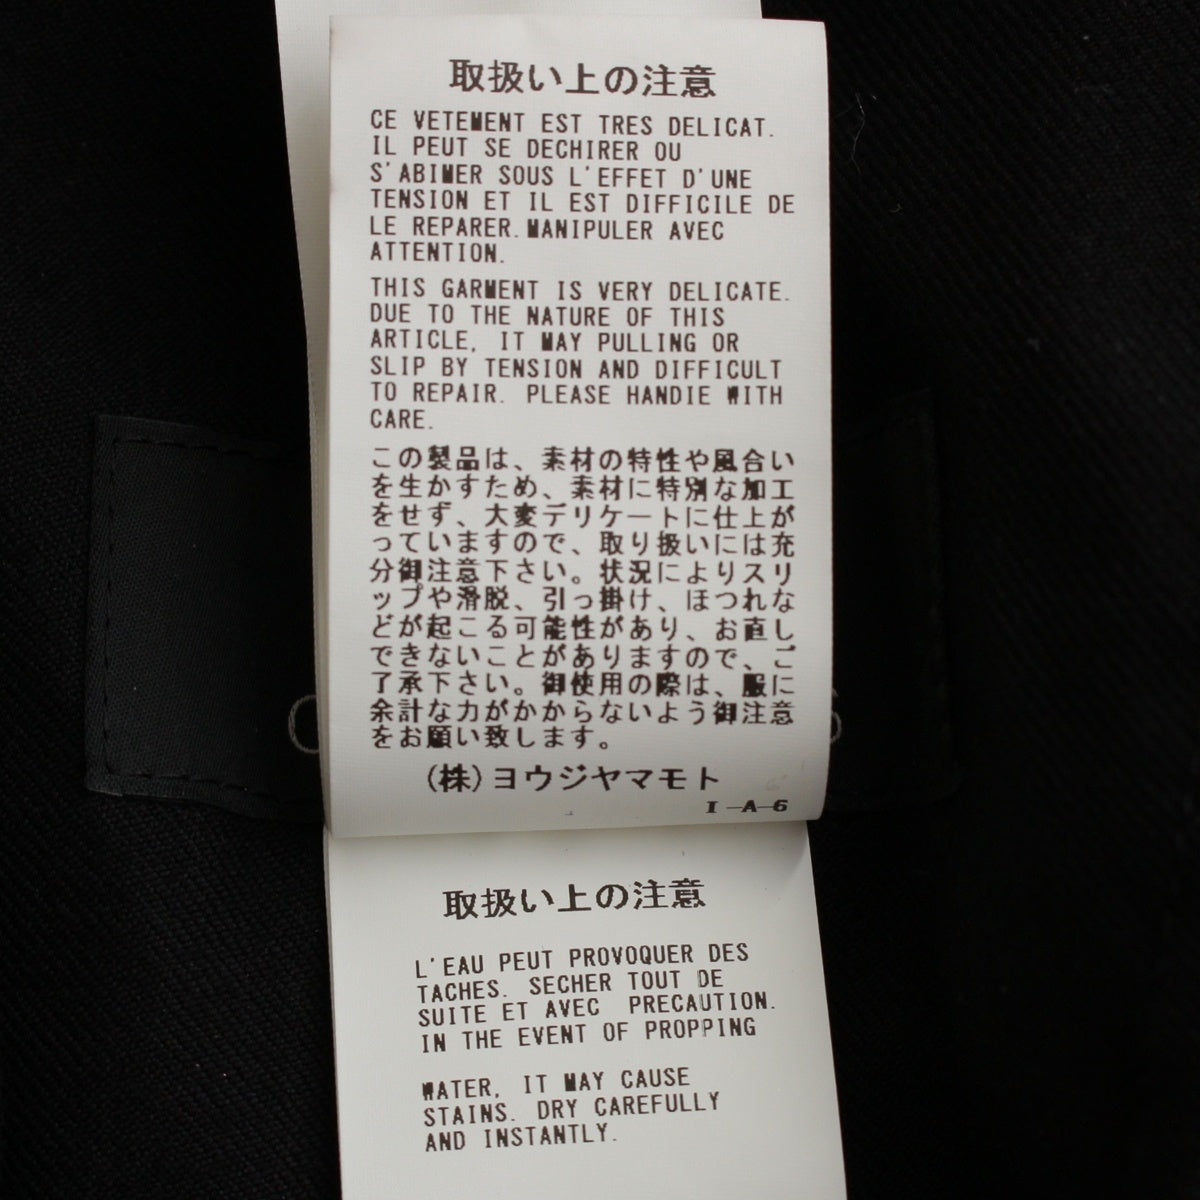 取扱い上の注意
CE VETEMENT EST TRES DELICAT.
IL PEUT SE DECHIRER OU
S'ABIMER SOUS L'EFFET D'UNE
TENSION ET IL EST DIFFICILE DE
LE REPARER. MANIPULER AVEC
ATTENTION.
THIS GARMENT IS VERY DELICATE.
DUE TO THE NATURE OF THIS
ARTICLE, IT MAY PULLING OR
SLIP BY TENSION AND DIFFICULT
TO REPAIR. PLEASE HANDIE WITH
CARE.
この製品は、素材の特性や風合い
を生かすため、素材に特別な加工
をせず、大変デリケートに仕上が
っていますので、取り扱いには充
分御注意下さい。状況によりスリ
ップや滑脱、引っ掛け、ほつれな
どが起こる可能性があり、お直し
できないことがありますので、ご
了承下さい。御使用の際は、服に
余計な力がかからないよう御注意
をお願い致します。
(株)ヨウジヤマモト
I-A-6
取扱い上の注意
L'EAU PEUT PROVOQUER DES
TACHES. SECHER TOUT DE
SUITE ET AVEC PRECAUTION.
IN THE EVENT OF PROPPING
WATER, IT MAY CAUSE
STAINS. DRY CAREFULLY
AND INSTANTLY.